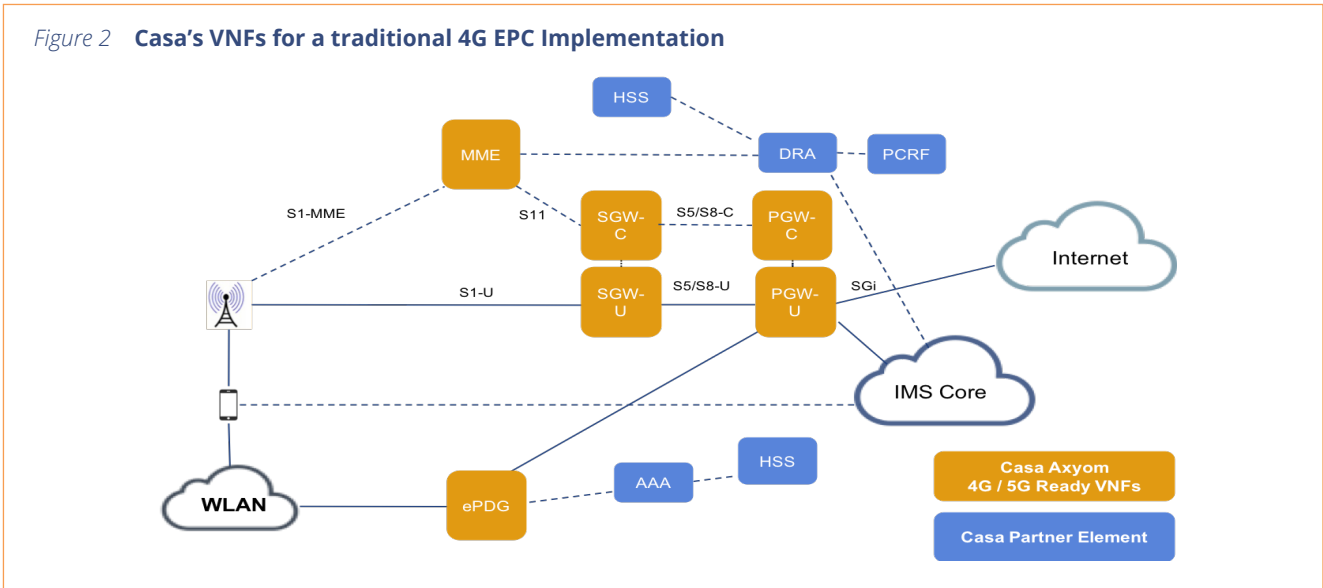 Figure 2 Casa's VNFs for a traditional 4G EPC Implementation
HSS
MME
DRA
PCRF
S1-MME
S11
SGW-
C
S5/S8-C
PGW-
C
Internet
S1-U
SGW-
U
S5/S8-U
PGW-
U
SGi
IMS Core
WLAN
ePDG
AAA
HSS
Casa Axyom
4G / 5G Ready VNFs
Casa Partner Element